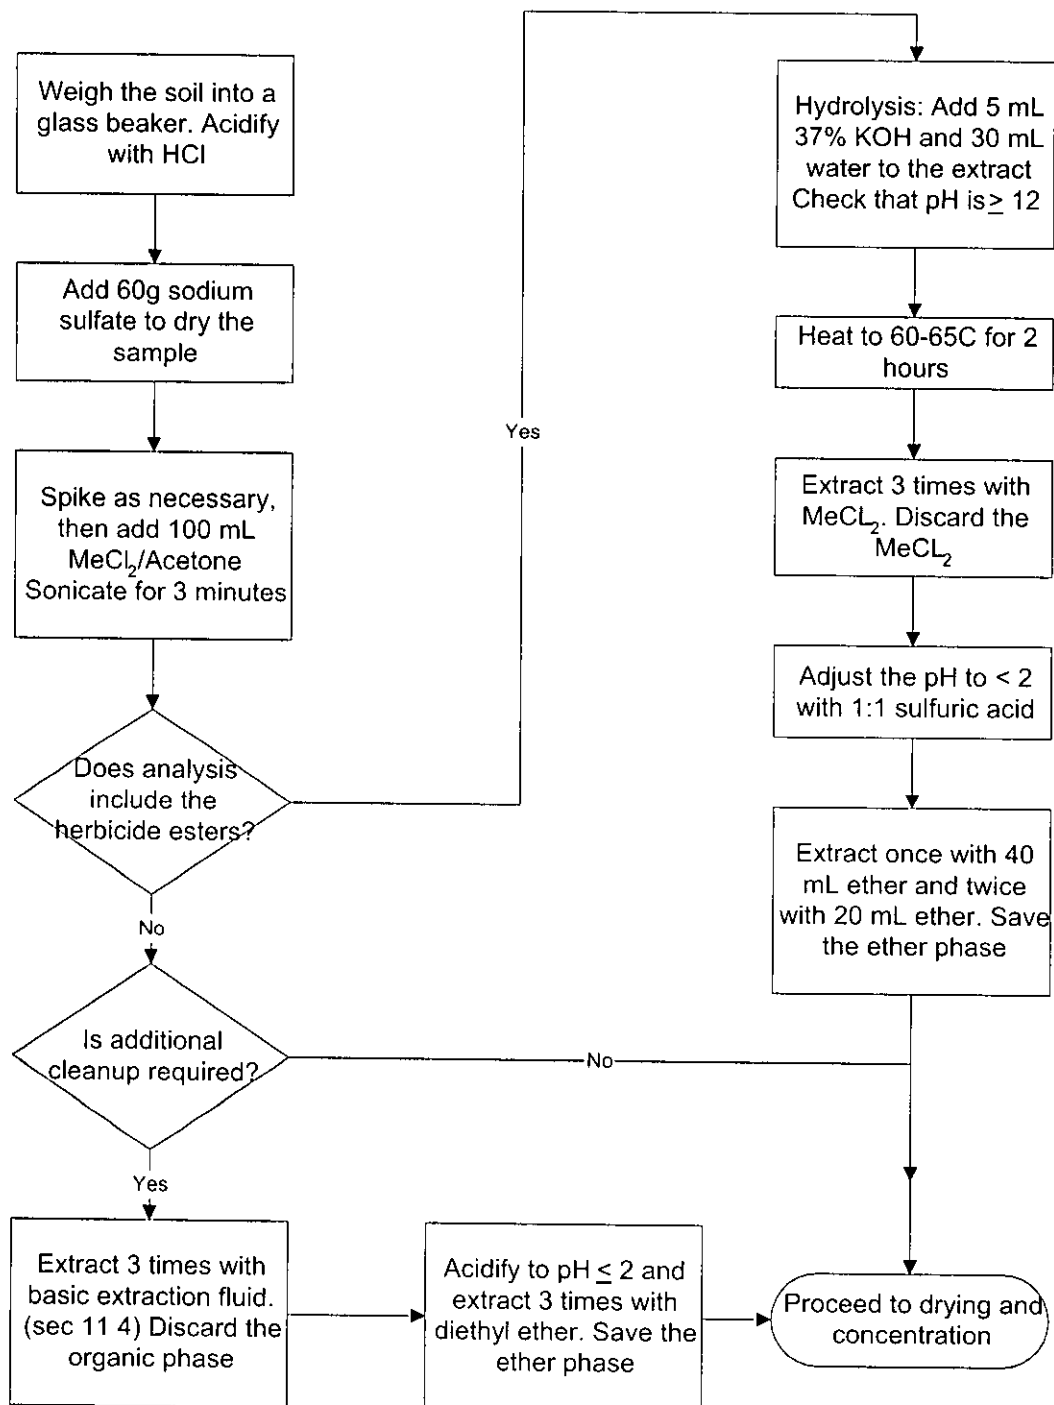 Weigh the soil into a
glass beaker. Acidify
with HCl
Add 60g sodium
sulfate to dry the
sample
Spike as necessary,
then add 100 mL
MeCl2/Acetone
Sonicate for 3 minutes
Does analysis
include the
herbicide esters?
Yes
No
Is additional
cleanup required?
No
Yes
Extract 3 times with
basic extraction fluid.
(sec 11 4) Discard the
organic phase
Acidify to pH ≤ 2 and
extract 3 times with
diethyl ether. Save the
ether phase
Hydrolysis: Add 5 mL
37% KOH and 30 mL
water to the extract
Check that pH is ≥ 12
Heat to 60-65C for 2
hours
Extract 3 times with
MeCL2. Discard the
MeCL2
Adjust the pH to < 2
with 1:1 sulfuric acid
Extract once with 40
mL ether and twice
with 20 mL ether. Save
the ether phase
Proceed to drying and
concentration